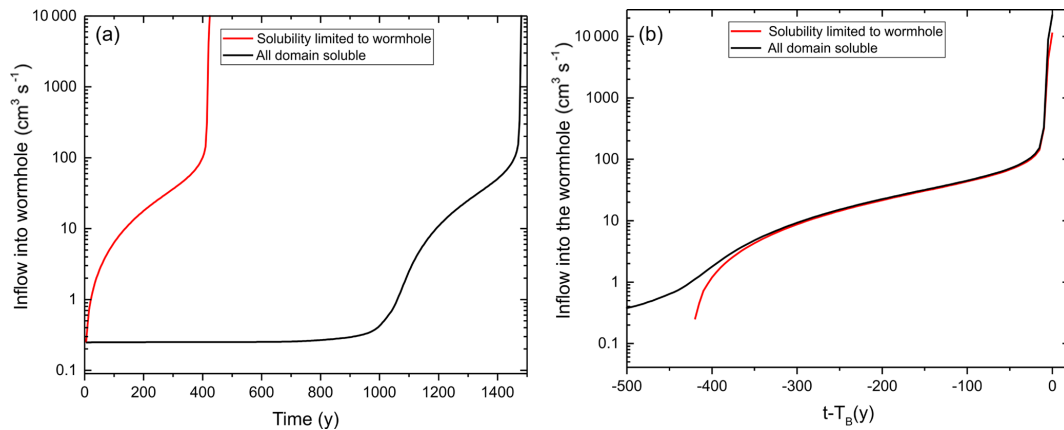 (a)
Solubility limited to wormhole
All domain soluble
Inflow into wormhole (cm³ s⁻¹)
10 000
1000
100
10
1
0.1
0 200 400 600 800 1000 1200 1400
Time (y)
(b)
Solubility limited to wormhole
All domain soluble
Inflow into the wormhole (cm³ s⁻¹)
10 000
1000
100
10
1
0.1
-500 -400 -300 -200 -100 0
t-T_B(y)